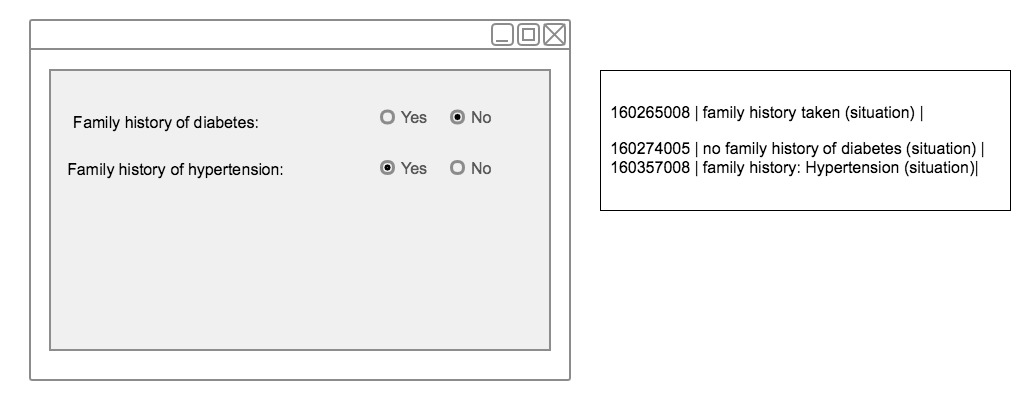 Family history of diabetes: Yes No
Family history of hypertension: Yes No
160265008 | family history taken (situation) |
160274005 | no family history of diabetes (situation) |
160357008 | family history: Hypertension (situation)|